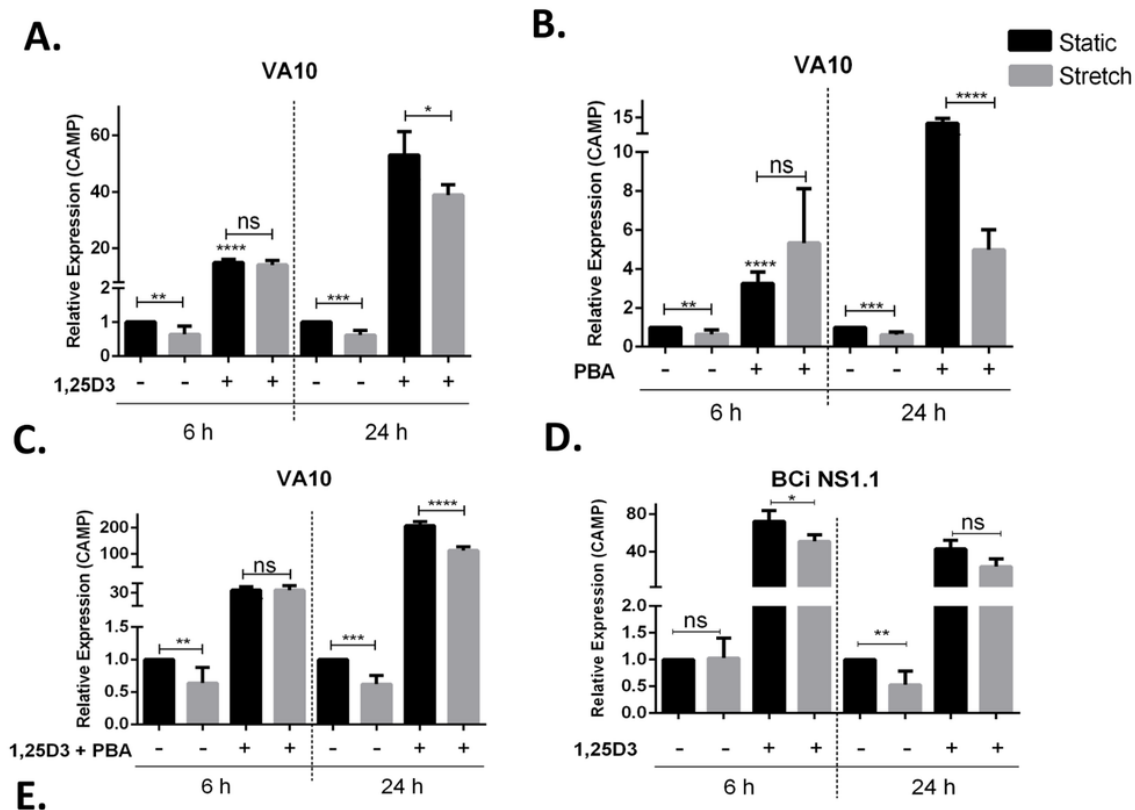 A.
VA10
Relative Expression (CAMP)
60
40
20
2
1
0
** **** ns *** *
1,25D3 - - + + - - + +
6 h 24 h
B.
VA10
Static
Stretch
Relative Expression (CAMP)
15
10
8
6
4
2
0
** **** ns *** ****
PBA - - + + - - + +
6 h 24 h
C.
VA10
Relative Expression (CAMP)
200
100
30
1.5
1.0
0.5
0.0
** ns *** ****
1,25D3 + PBA - - + + - - + +
6 h 24 h
D.
BCi NS1.1
Relative Expression (CAMP)
80
40
2.0
1.5
1.0
0.5
0.0
ns * ** ns
1,25D3 - - + + - - + +
6 h 24 h
E.